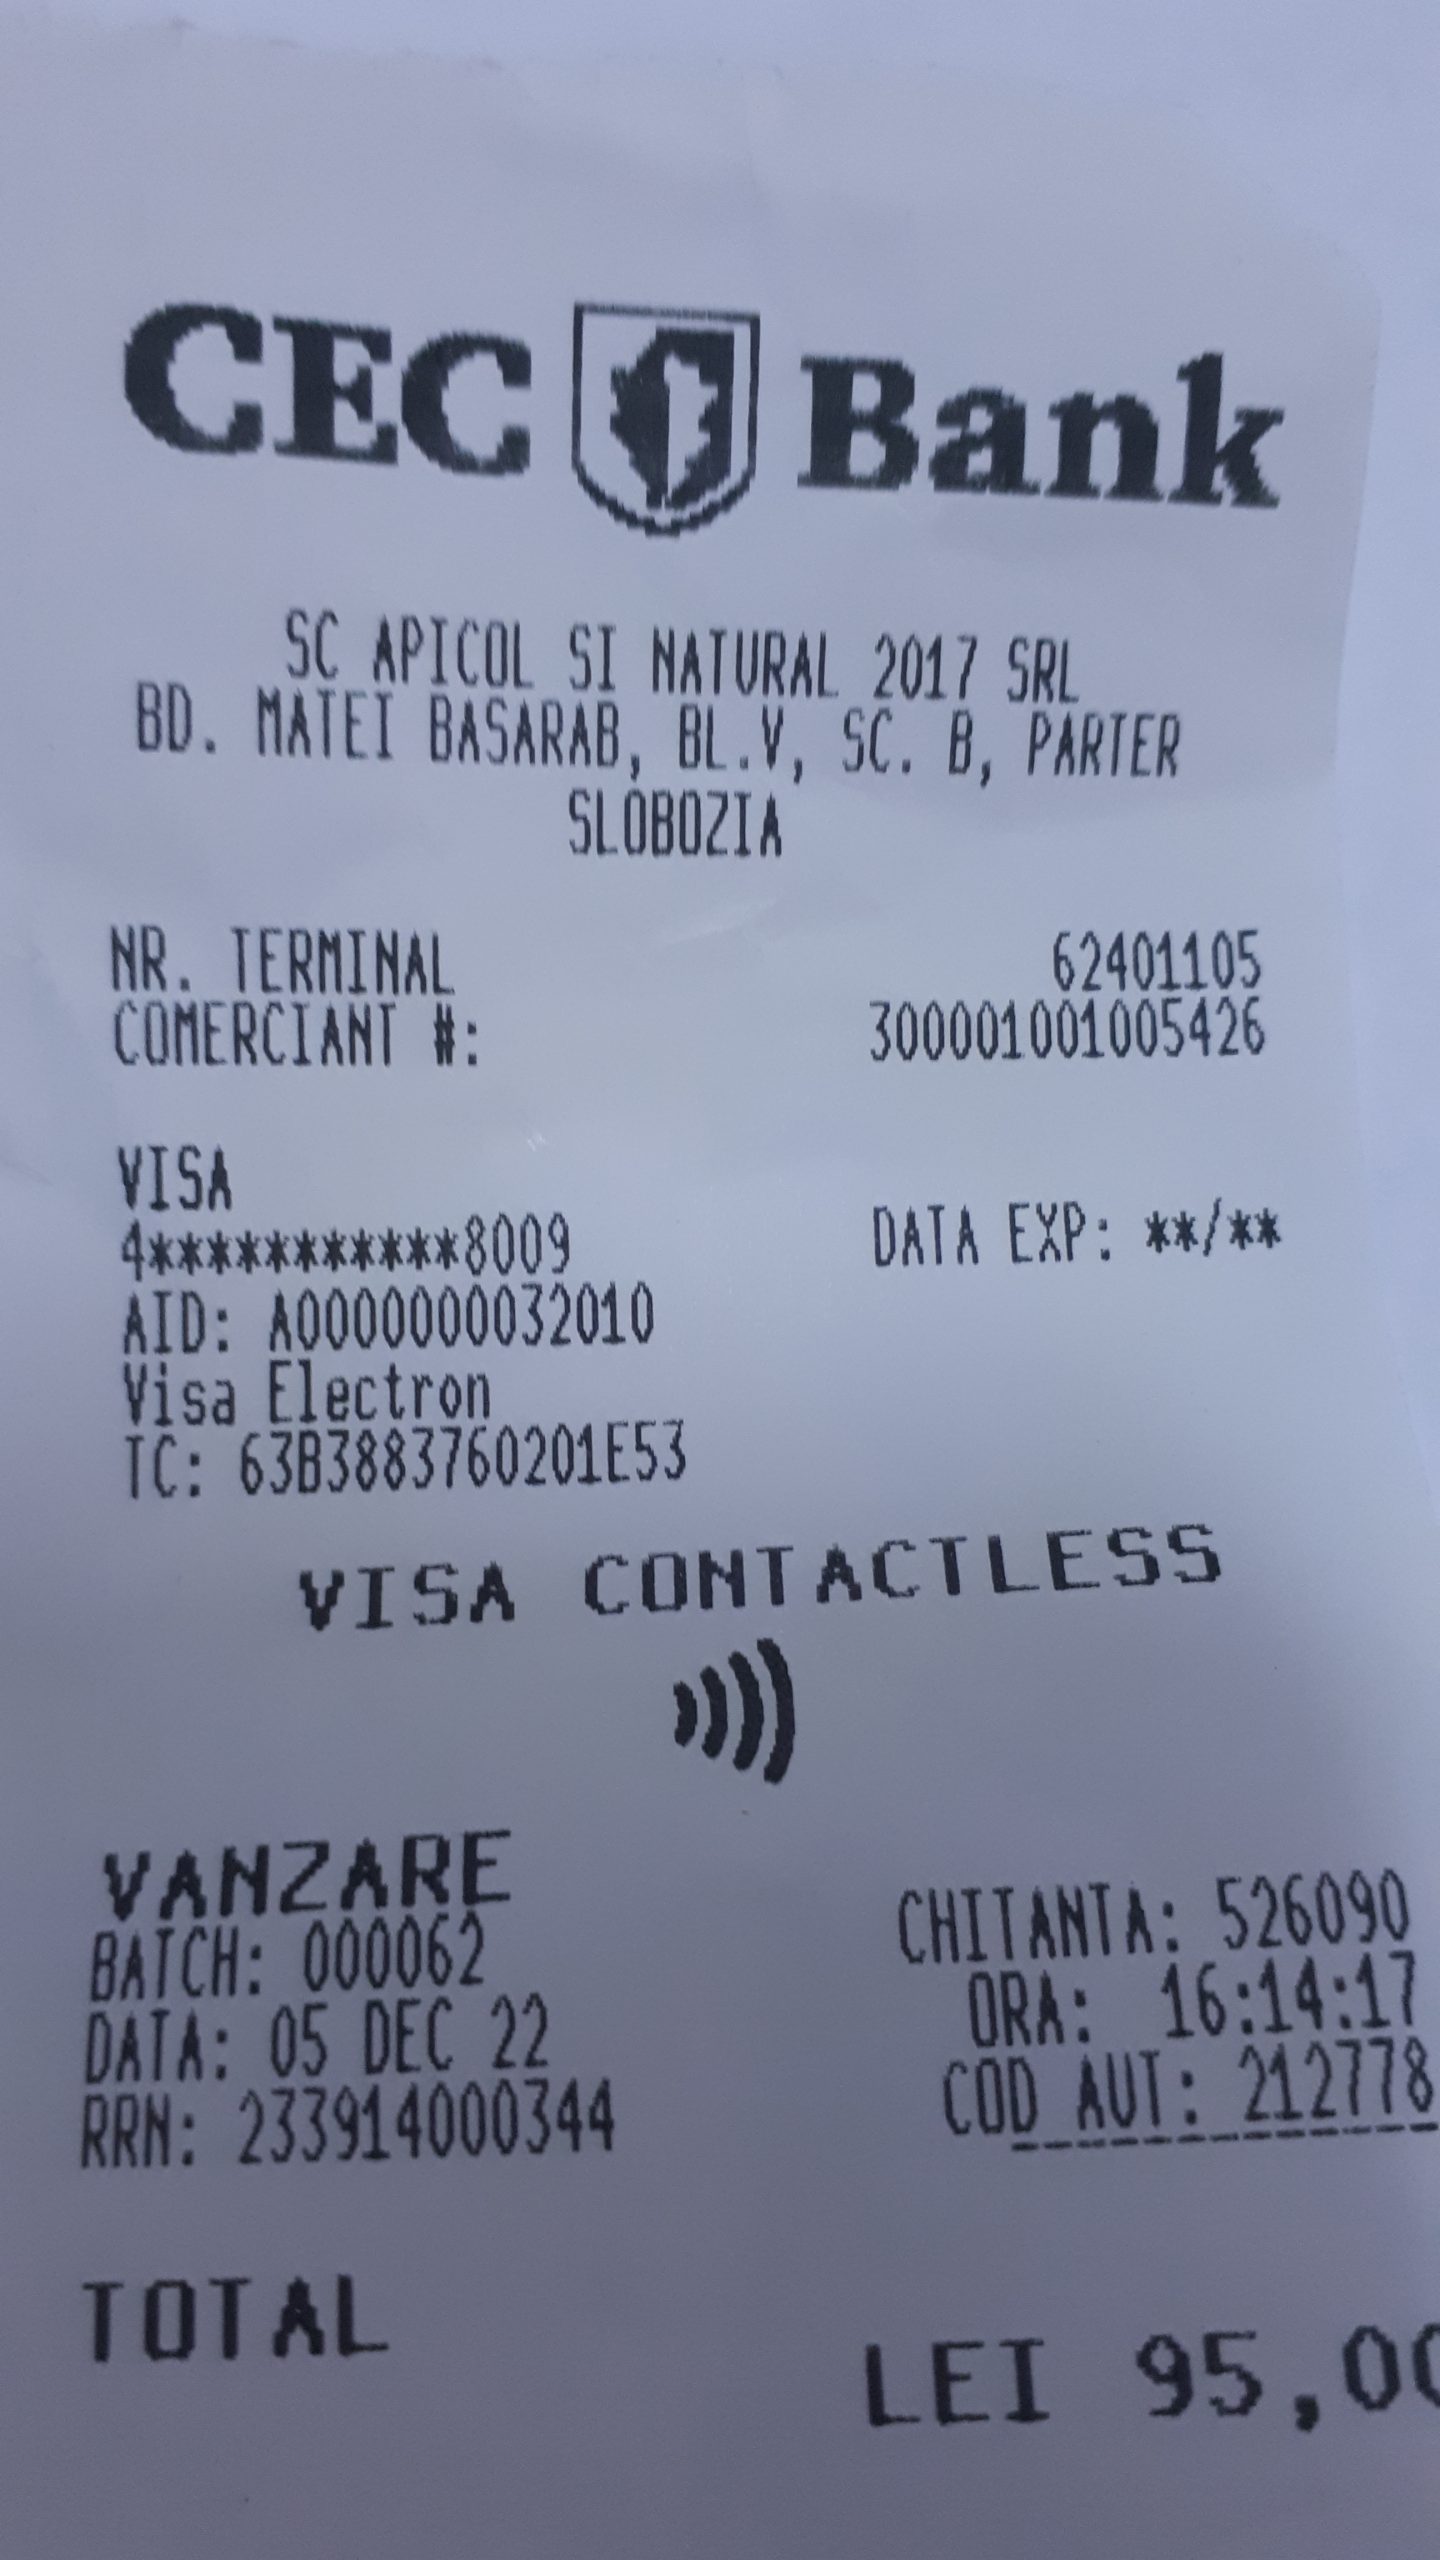 CEC Bank
SC APICOL SI NATURAL 2017 SRL
BD. MATEI BASARAB, BL.V, SC. B, PARTER
SLOBOZIA
NR. TERMINAL 62401105
COMERCIANT #: 300001001005426
VISA
4***********8009 DATA EXP: **/**
AID: A0000000032010
Visa Electron
TC: 63B3883760201E53
VISA CONTACTLESS
VANZARE
BATCH: 000062 CHITANTA: 526090
DATA: 05 DEC 22 ORA: 16:14:17
RRN: 233914000344 COD AUT: 212778
TOTAL
LEI 95,00